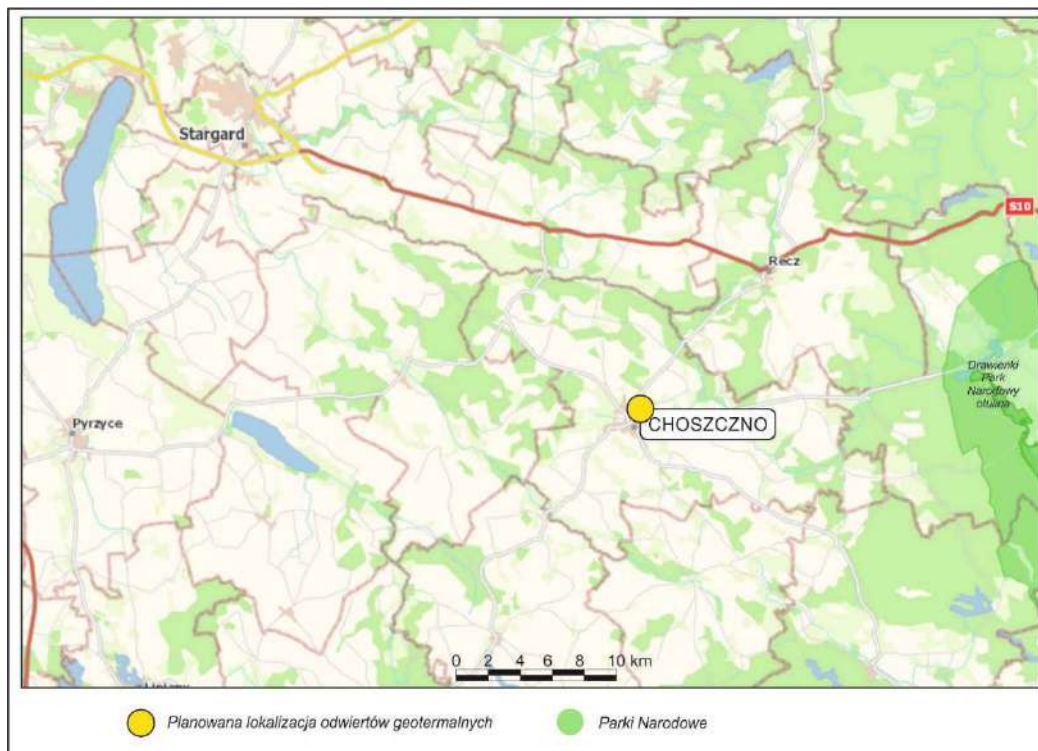 Stargard
S10
Recz
Drawieński
Park
Narodowy
otulina
CHOSZCZNO
Pyrzyce
0 2 4 6 8 10 km
Lipiany
Planowana lokalizacja odwiertów geotermalnych
Parki Narodowe